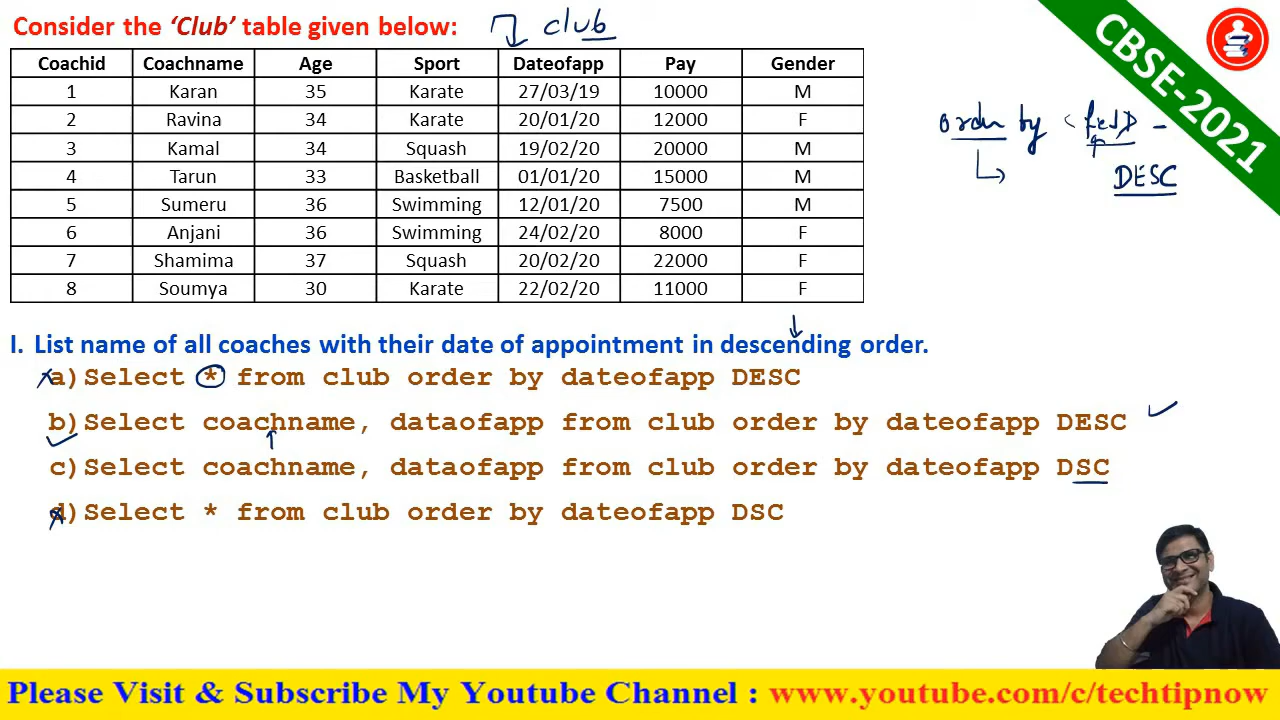 Consider the ‘Club’ table given below:
club
CBSE-2021
Coachid Coachname Age Sport Dateofapp Pay Gender
1 Karan 35 Karate 27/03/19 10000 M
2 Ravina 34 Karate 20/01/20 12000 F
3 Kamal 34 Squash 19/02/20 20000 M
4 Tarun 33 Basketball 01/01/20 15000 M
5 Sumeru 36 Swimming 12/01/20 7500 M
6 Anjani 36 Swimming 24/02/20 8000 F
7 Shamima 37 Squash 20/02/20 22000 F
8 Soumya 30 Karate 22/02/20 11000 F
order by
DESC
I. List name of all coaches with their date of appointment in descending order.
a)Select * from club order by dateofapp DESC
b)Select coachname, dataofapp from club order by dateofapp DESC
c)Select coachname, dataofapp from club order by dateofapp DSC
d)Select * from club order by dateofapp DSC
Please Visit & Subscribe My Youtube Channel : www.youtube.com/c/techtipnow